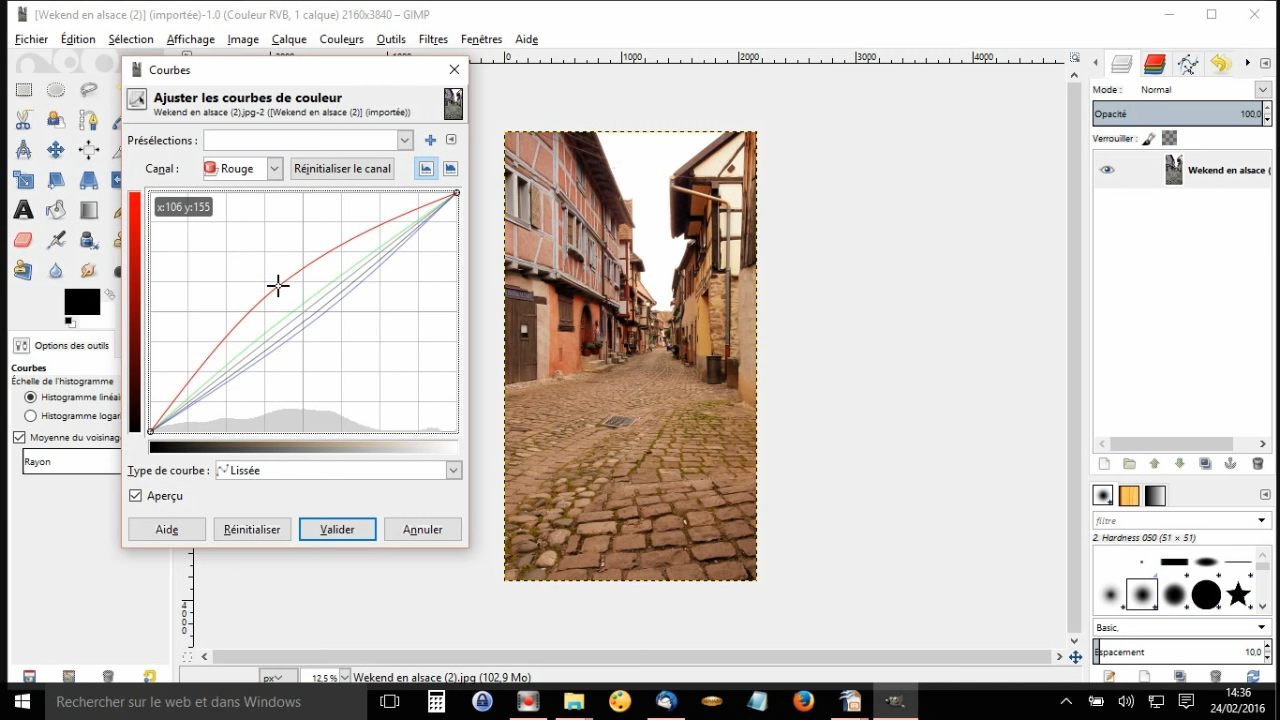 [Wekend en alsace (2)] (importée)-1.0 (Couleur RVB, 1 calque) 2160x3840 – GIMP
Fichier Édition Sélection Affichage Image Calque Couleurs Outils Filtres Fenêtres Aide
0 1000 2000 3000 4000
Courbes
Ajuster les courbes de couleur
Wekend en alsace (2).jpg-2 ([Wekend en alsace (2)] (importée))
Présélections :
Canal : Rouge Réinitialiser le canal
x:106 y:155
Type de courbe : Lissée
Aperçu
Aide Réinitialiser Valider Annuler
Options des outils
Courbes
Échelle de l'histogramme
Histogramme linéai
Histogramme logar
Moyenne du voisinag
Rayon
4000
px 12,5 % Wekend en alsace (2).jpg (102,9 Mo)
Mode : Normal
Opacité 100,0
Verrouiller :
Wekend en alsace (
filtre
2. Hardness 050 (51 × 51)
Basic,
Espacement 10,0
Rechercher sur le web et dans Windows
14:36
24/02/2016